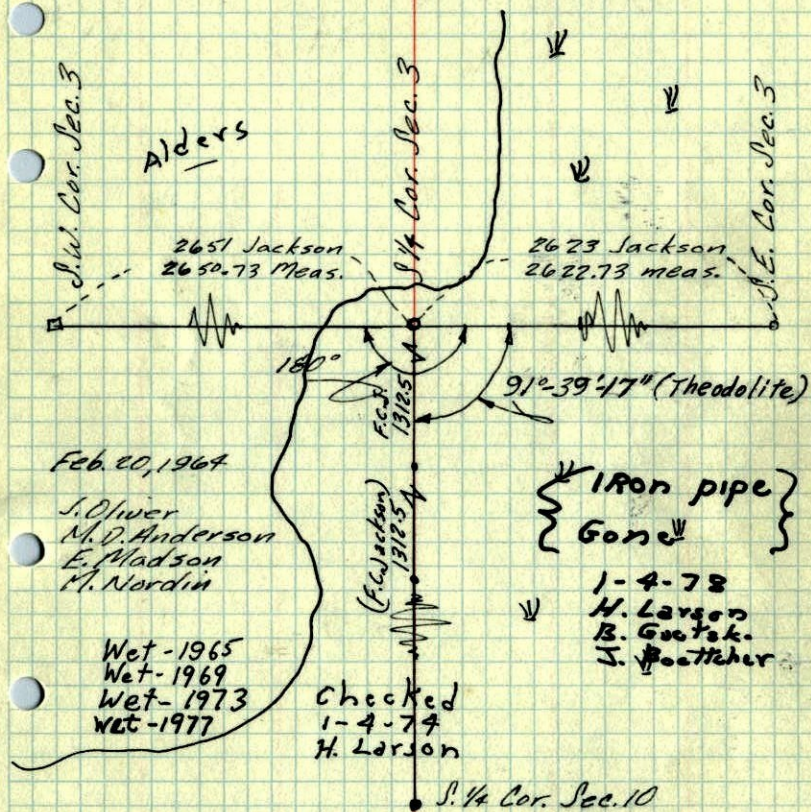 S.W. Cor. Sec. 3
S 1/4 Cor. Sec. 3
S.E. Cor. Sec. 3
Alders
2651 Jackson
2650.73 Meas.
2623 Jackson
2622.73 meas.
180°
91°-39'-17" (Theodolite)
F.C.J.
1312.5
(F.C. Jackson)
1312.5
Feb. 20, 1964
J. Oliver
M.D. Anderson
E. Madson
M. Nordin
Iron pipe
Gone
1-4-78
H. Larson
B.
J. Boettcher
Wet - 1965
Wet - 1969
Wet - 1973
Wet - 1977
Checked
1-4-74
H. Larson
S. 1/4 Cor. Sec. 10